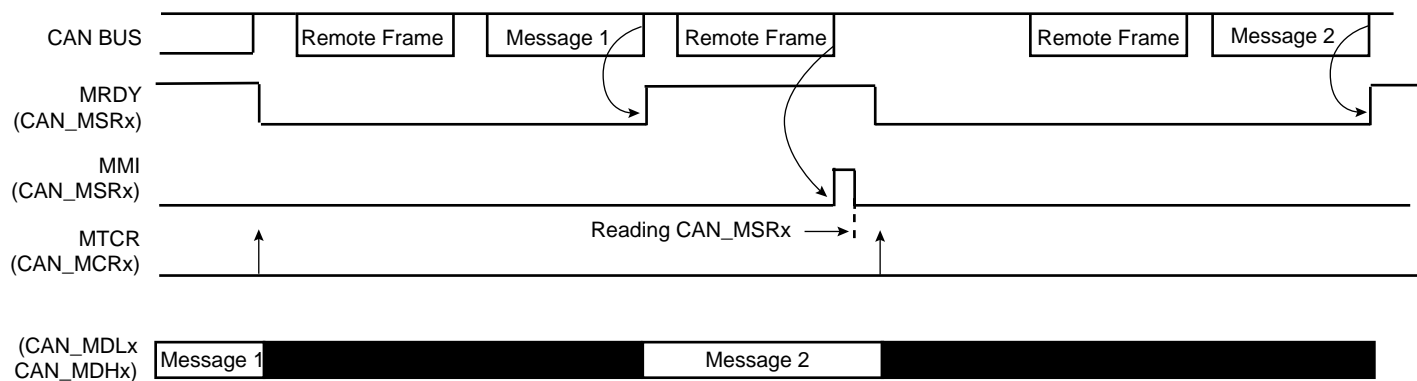 CAN BUS
Remote Frame
Message 1
Remote Frame
Remote Frame
Message 2
MRDY
(CAN_MSRx)
MMI
(CAN_MSRx)
Reading CAN_MSRx
MTCR
(CAN_MCRx)
(CAN_MDLx
CAN_MDHx)
Message 1
Message 2